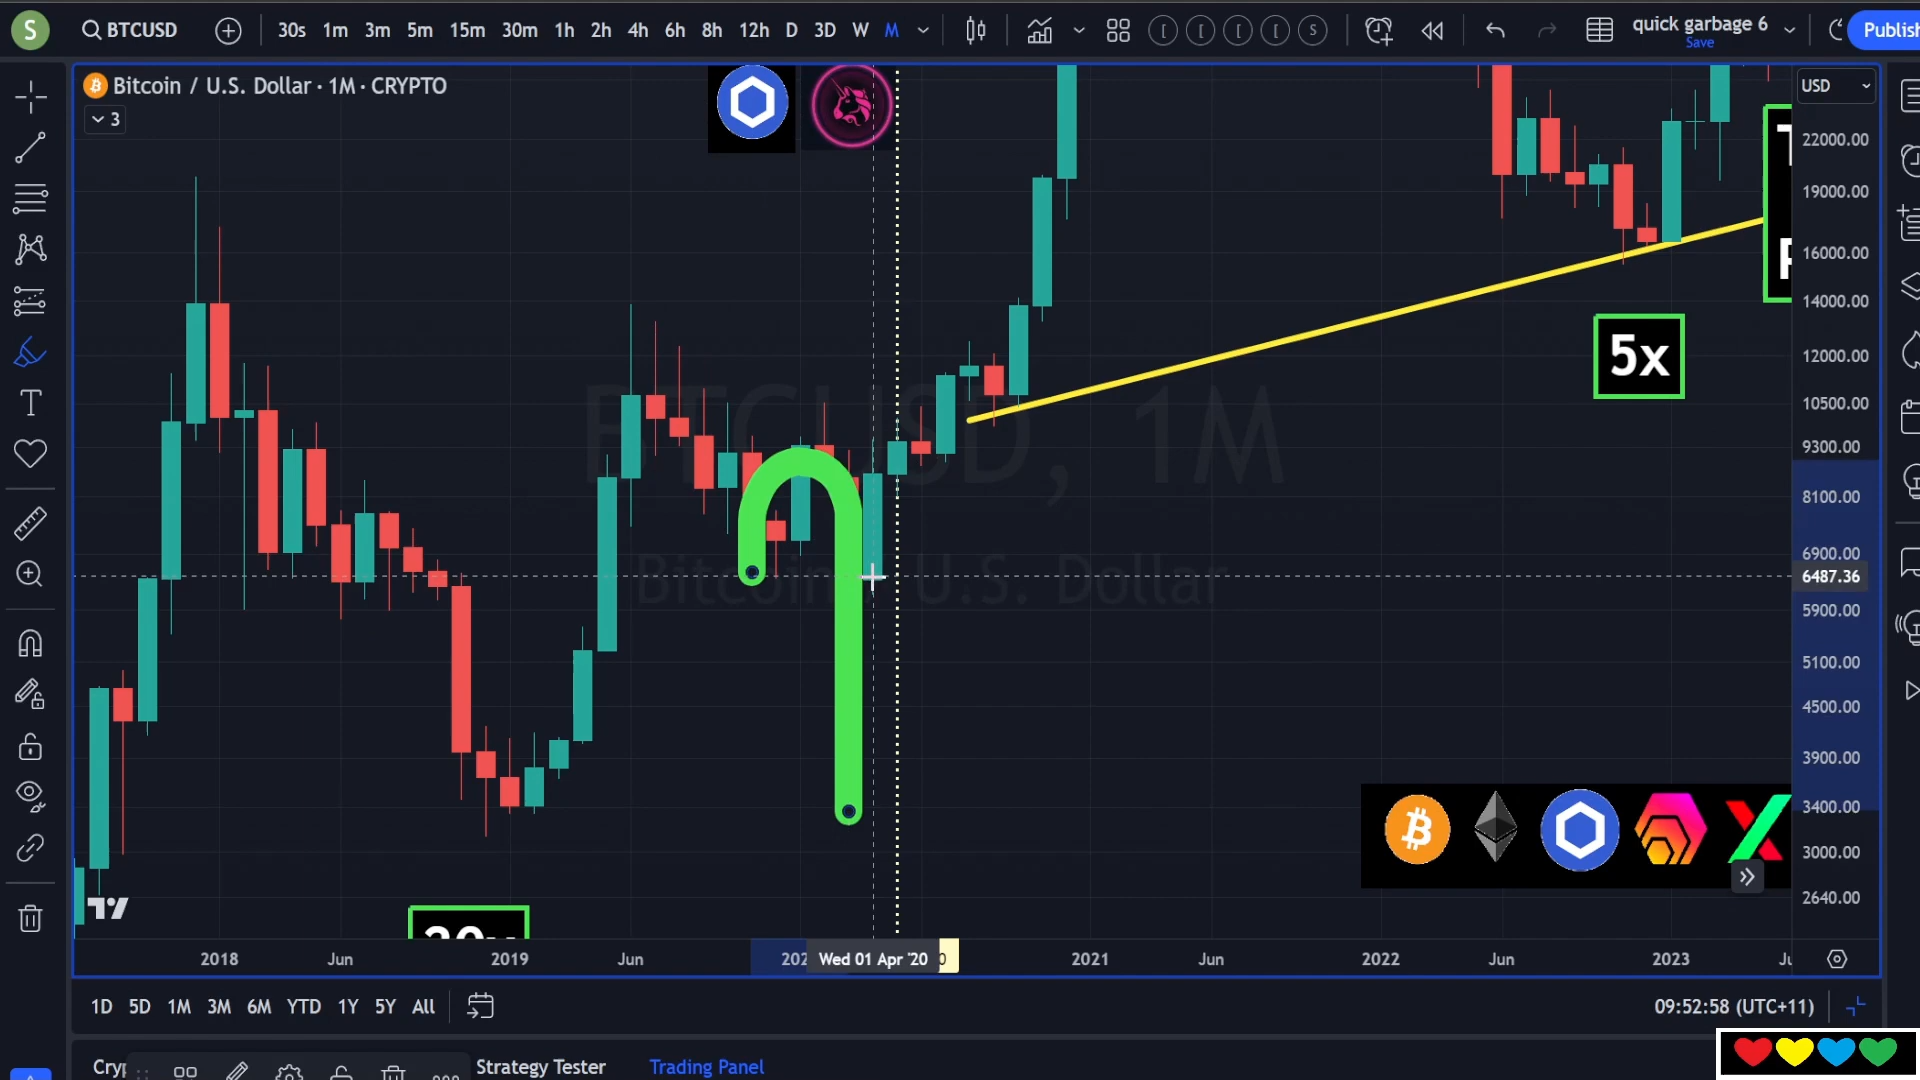 S
BTCUSD
30s 1m 3m 5m 15m 30m 1h 2h 4h 6h 8h 12h D 3D W M
quick garbage 6
Save
Publish
Bitcoin / U.S. Dollar · 1M · CRYPTO
3
USD
22000.00
19000.00
16000.00
14000.00
12000.00
10500.00
9300.00
8100.00
6900.00
6487.36
5900.00
5100.00
4500.00
3900.00
3400.00
3000.00
2640.00
5x
BTCUSD, 1M
Bitcoin / U.S. Dollar
2018 Jun 2019 Jun Wed 01 Apr '20 2021 Jun 2022 Jun 2023
1D 5D 1M 3M 6M YTD 1Y 5Y All
09:52:58 (UTC+11)
Strategy Tester
Trading Panel